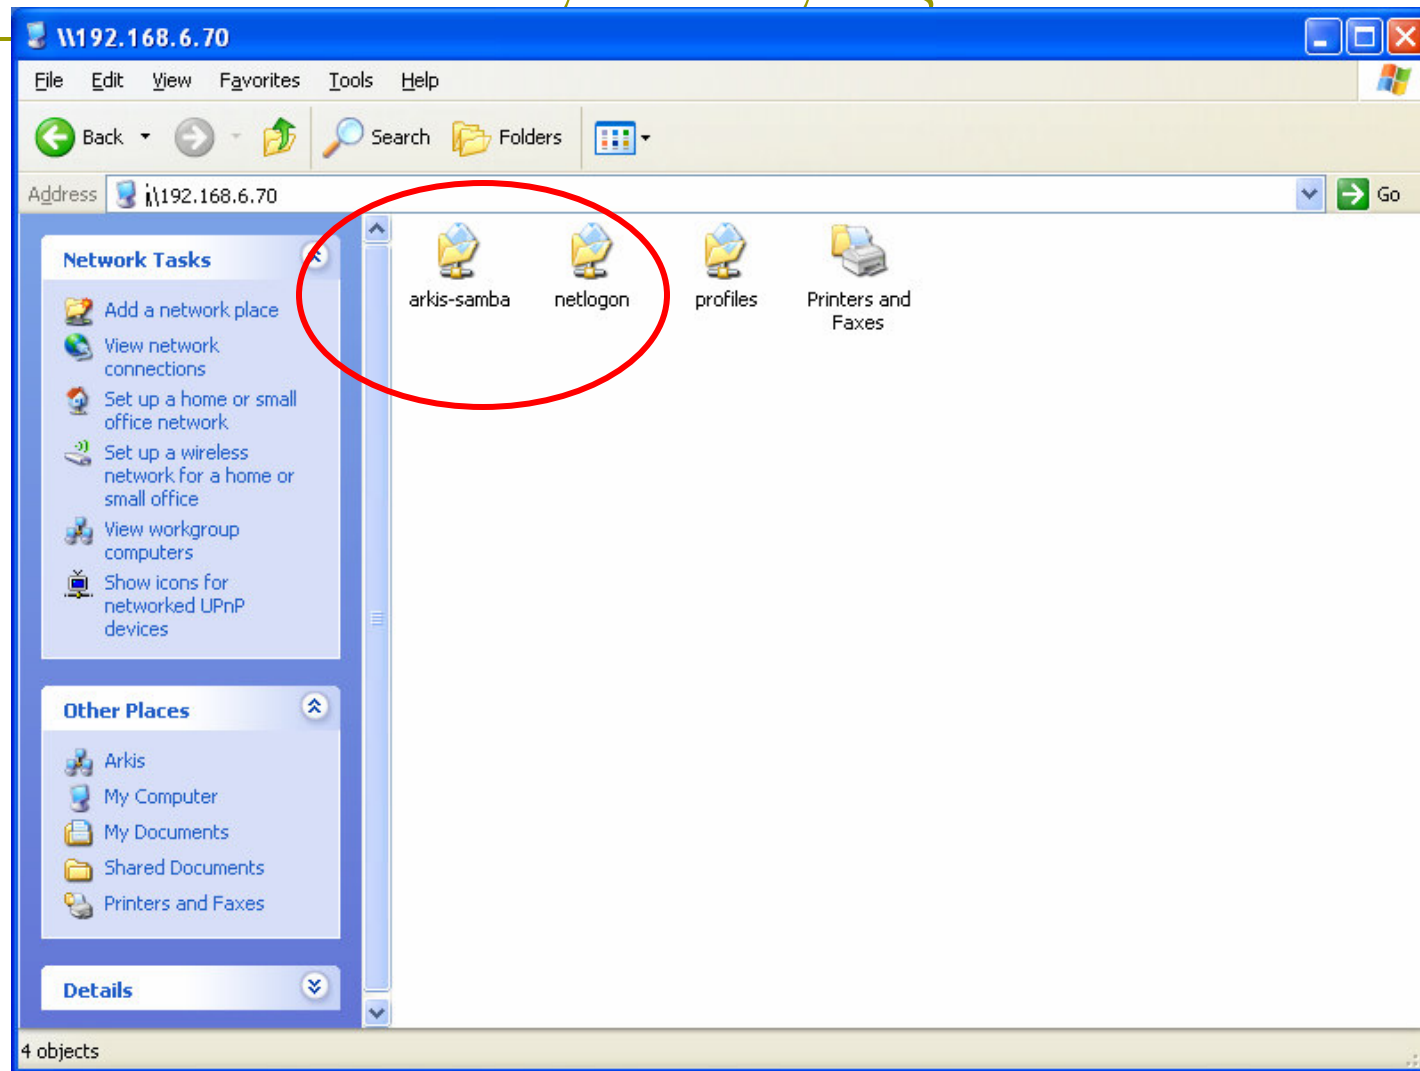 \\192.168.6.70
File Edit View Favorites Tools Help
Back Search Folders
Address \\192.168.6.70 Go
Network Tasks
Add a network place
View network
connections
Set up a home or small
office network
Set up a wireless
network for a home or
small office
View workgroup
computers
Show icons for
networked UPnP
devices
Other Places
Arkis
My Computer
My Documents
Shared Documents
Printers and Faxes
Details
arkis-samba netlogon profiles Printers and
Faxes
4 objects